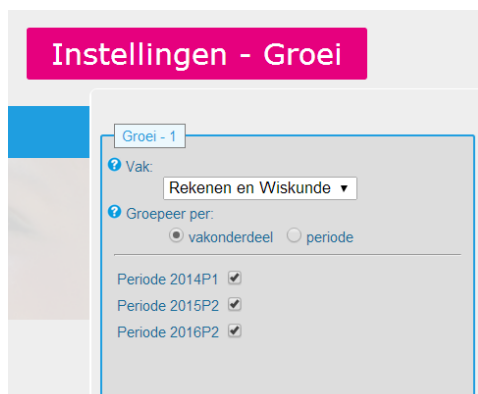 Instellingen - Groei
Groei - 1
? Vak:
Rekenen en Wiskunde
? Groepeer per:
vakonderdeel periode
Periode 2014P1
Periode 2015P2
Periode 2016P2